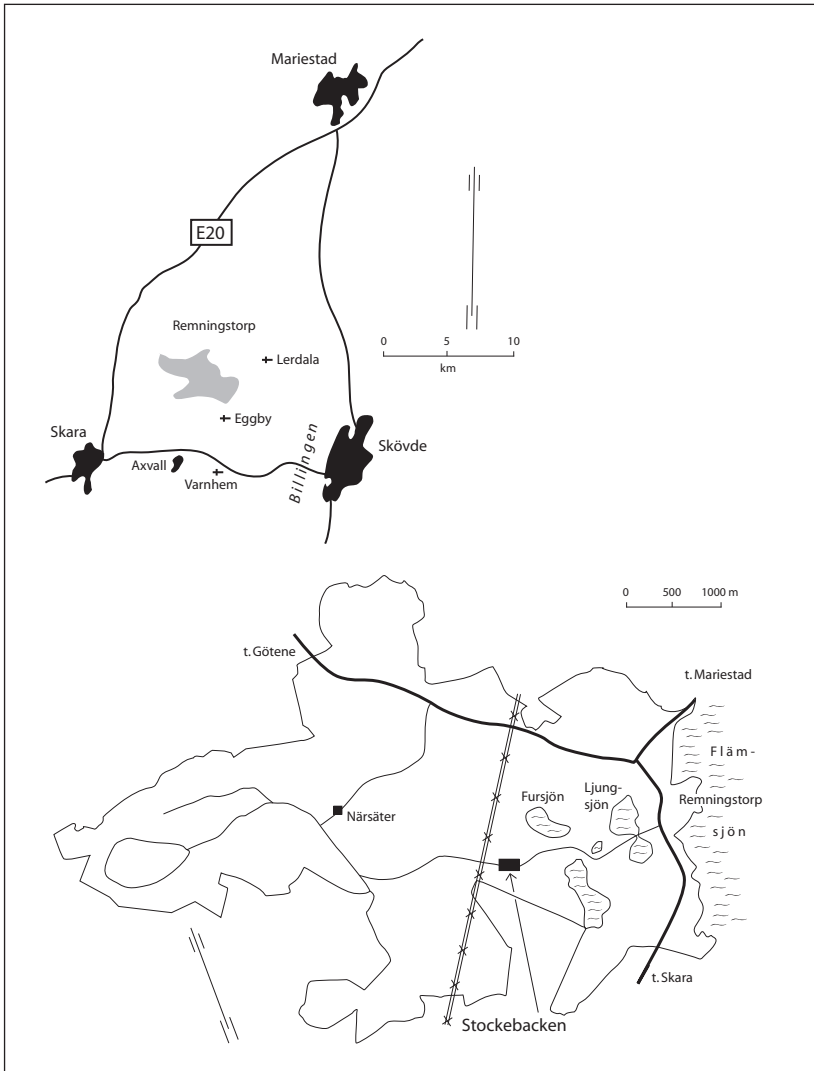 Mariestad
E20
Remningstorp
0 5 10
km
Lerdala
Eggby
Skara
Axvall
Varnhem
Billingen
Skövde
0 500 1000 m
t. Götene
t. Mariestad
Fläm-
Ljung-
sjön
Fursjön
Remningstorp
Närsäter
sjön
t. Skara
Stockebacken